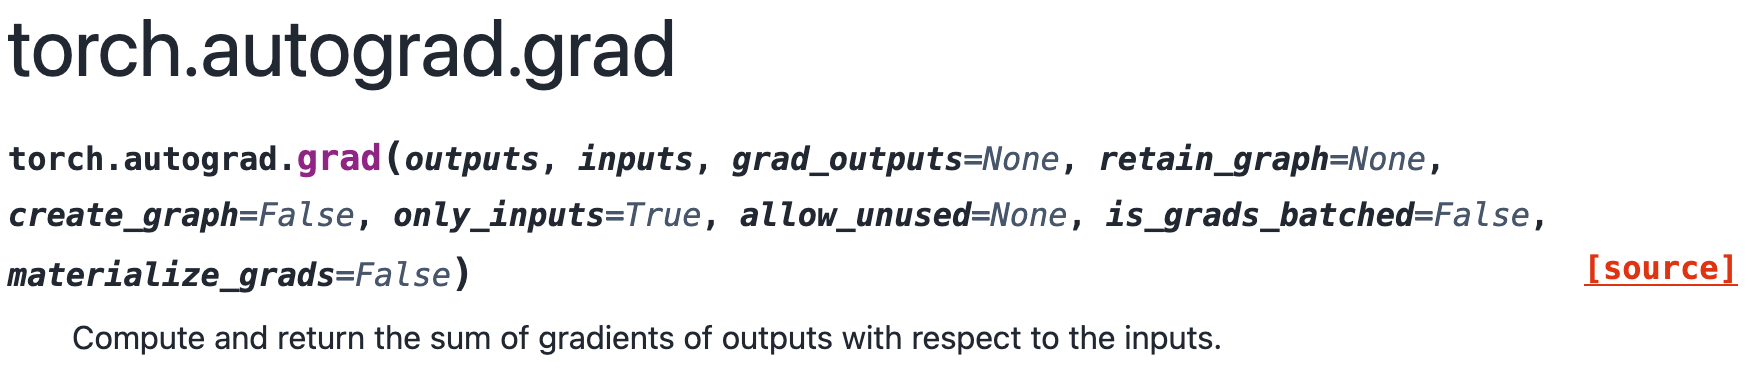 torch.autograd.grad
torch.autograd.grad(outputs, inputs, grad_outputs=None, retain_graph=None,
create_graph=False, only_inputs=True, allow_unused=None, is_grads_batched=False,
materialize_grads=False)
[source]
Compute and return the sum of gradients of outputs with respect to the inputs.